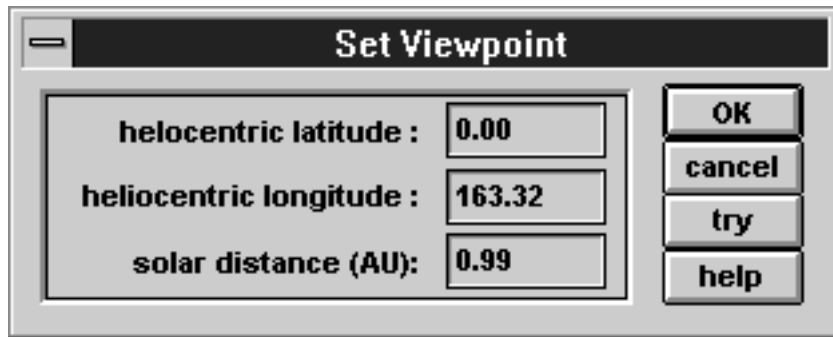 Set Viewpoint
helocentric latitude : 0.00
heliocentric longitude : 163.32
solar distance (AU): 0.99
OK
cancel
try
help